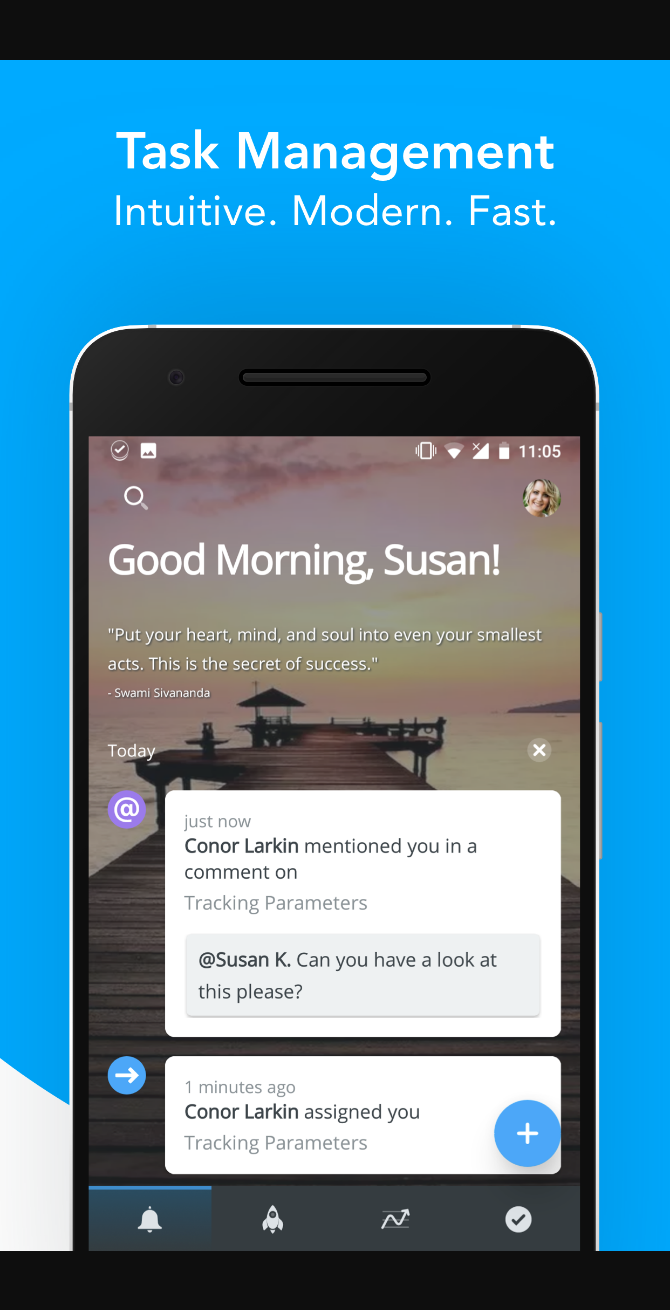 Task Management
Intuitive. Modern. Fast.
11:05
Good Morning, Susan!
"Put your heart, mind, and soul into even your smallest
acts. This is the secret of success."
- Swami Sivananda
Today
@
just now
Conor Larkin mentioned you in a
comment on
Tracking Parameters
@Susan K. Can you have a look at
this please?
1 minutes ago
Conor Larkin assigned you
Tracking Parameters